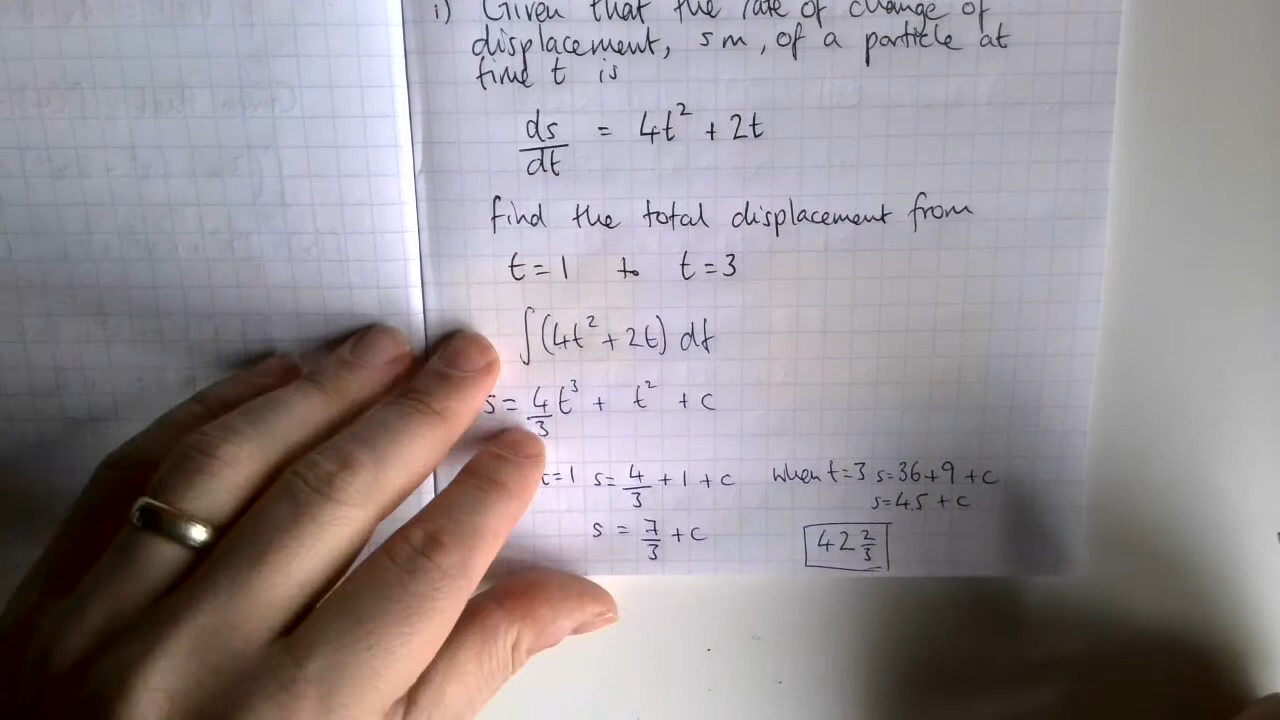 i) Given that the rate of change of
displacement, s m, of a particle at
time t is
ds/dt = 4t² + 2t
find the total displacement from
t = 1 to t = 3
∫(4t² + 2t) dt
s = 4/3 t³ + t² + c
t=1 s= 4/3 + 1 + c when t=3 s=36+9+c
s=45+c
s = 7/3 + c
42 2/3